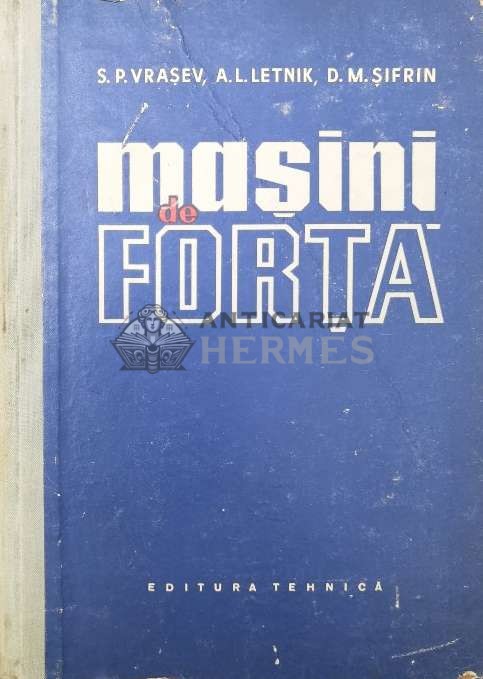 S. P. VRAȘEV, A. L. LETNIK, D. M. ȘIFRIN
mașini
de
FORȚĂ
ANTICARIAT
HERMES
EDITURA TEHNICĂ